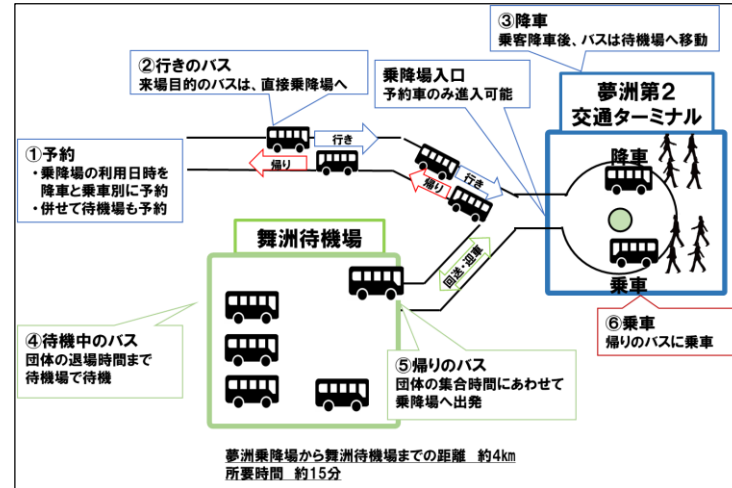 ③降車
乗客降車後、バスは待機場へ移動
②行きのバス
来場目的のバスは、直接乗降場へ
乗降場入口
予約車のみ進入可能
夢洲第2
交通ターミナル
①予約
・乗降場の利用日時を
降車と乗車別に予約
・併せて待機場も予約
行き
帰り
行き
帰り
降車
乗車
舞洲待機場
回送・迎車
④待機中のバス
団体の退場時間まで
待機場で待機
⑤帰りのバス
団体の集合時間にあわせて
乗降場へ出発
⑥乗車
帰りのバスに乗車
夢洲乗降場から舞洲待機場までの距離 約4km
所要時間 約15分